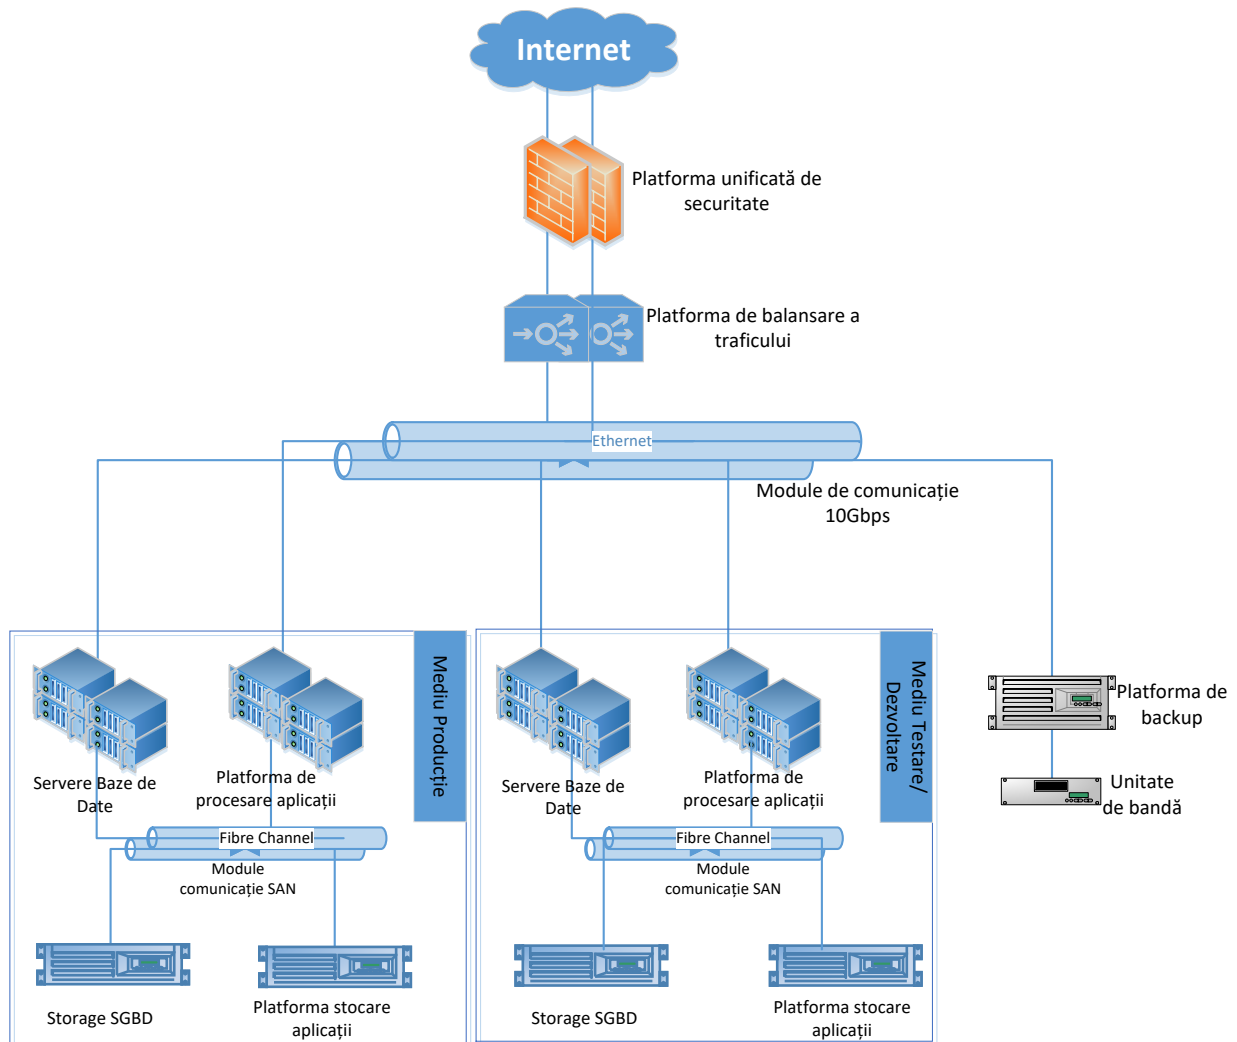 Internet
Platforma unificată de
securitate
Platforma de balansare a
traficului
Ethernet
Module de comunicație
10Gbps
Mediu Producție
Servere Baze de
Date
Platforma de
procesare aplicații
Fibre Channel
Module
comunicație SAN
Storage SGBD
Platforma stocare
aplicații
Mediu Testare/
Dezvoltare
Servere Baze de
Date
Platforma de
procesare aplicații
Fibre Channel
Module
comunicație SAN
Storage SGBD
Platforma stocare
aplicații
Platforma de
backup
Unitate
de bandă